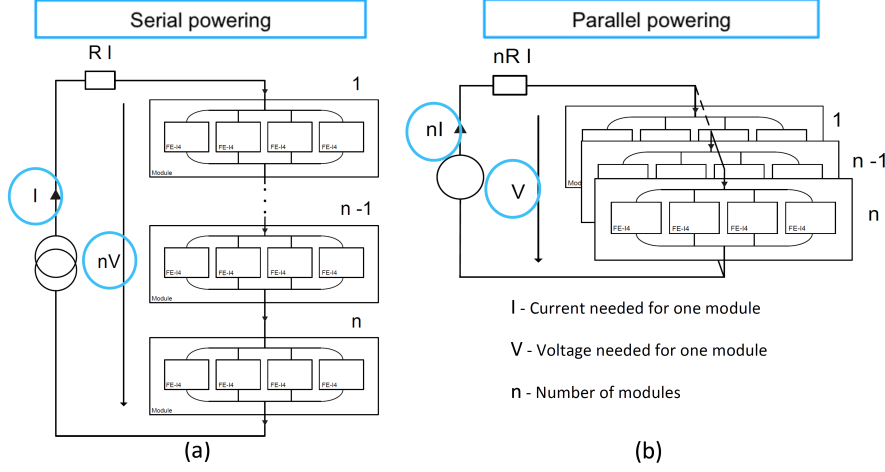 Serial powering
R I
1
FE-I4 FE-I4 FE-I4 FE-I4
Module
I
n -1
nV
FE-I4 FE-I4 FE-I4 FE-I4
Module
n
FE-I4 FE-I4 FE-I4 FE-I4
Module
(a)
Parallel powering
nR I
1
nI
n -1
V
Mod
n
FE-I4 FE-I4 FE-I4 FE-I4
I - Current needed for one module
V - Voltage needed for one module
n - Number of modules
(b)